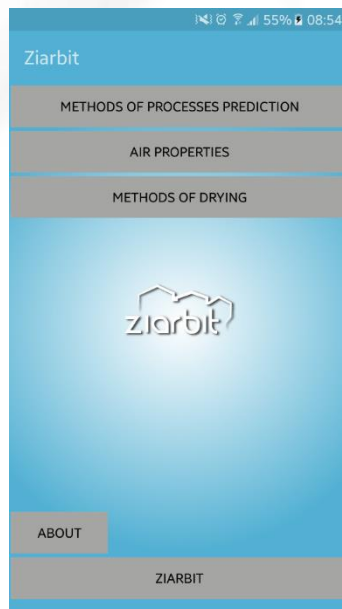 55% 08:54
Ziarbit
METHODS OF PROCESSES PREDICTION
AIR PROPERTIES
METHODS OF DRYING
ziarbit
ABOUT
ZIARBIT